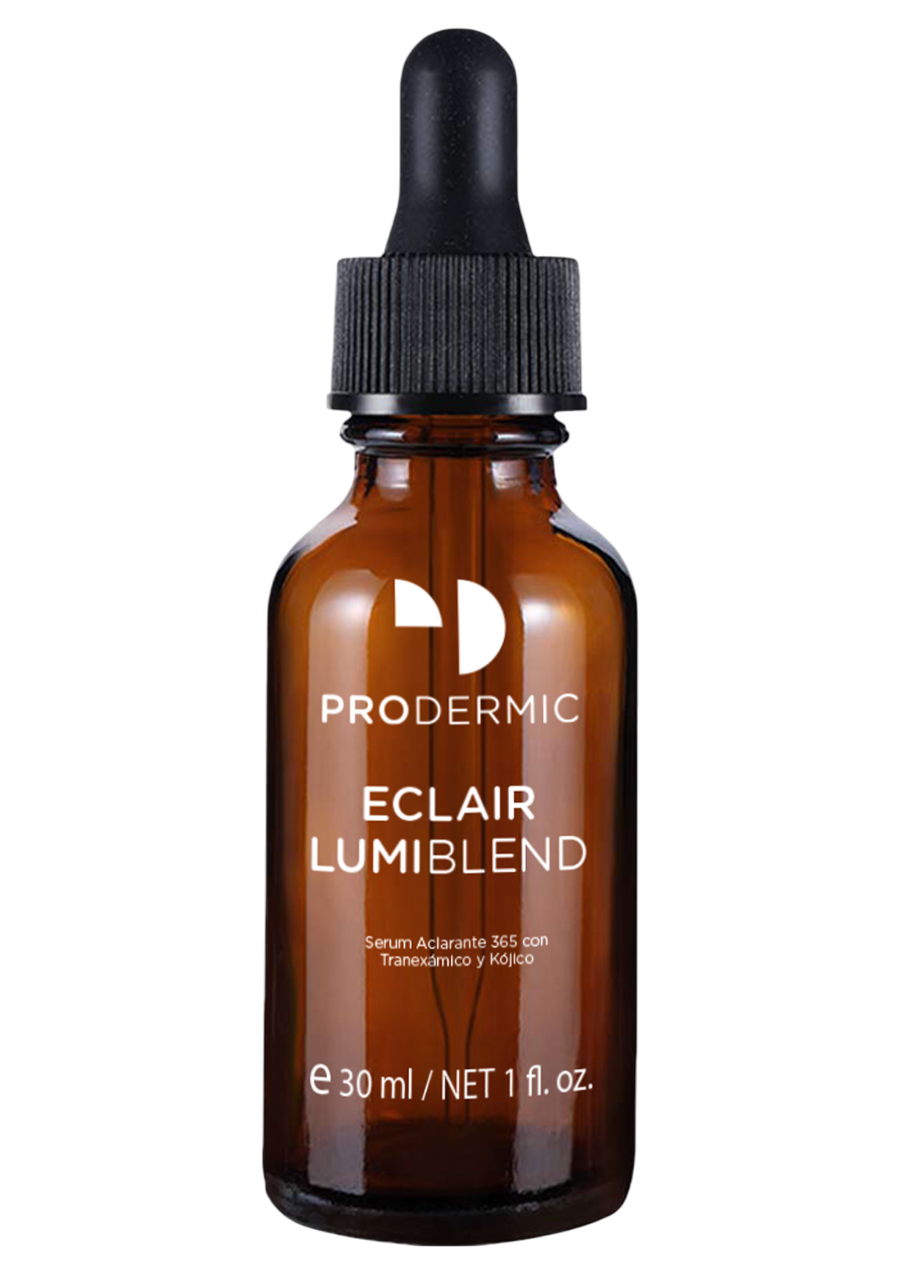 PRODERMIC
ECLAIR
LUMIBLEND
Serum Aclarante 365 con
Tranexámico y Kójico
e 30 ml / NET 1 fl. oz.